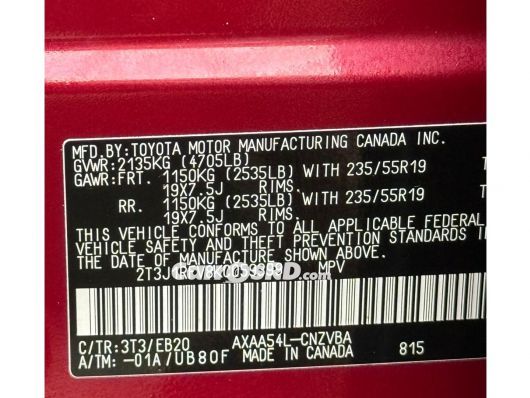 MFD.BY:TOYOTA MOTOR MANUFACTURING CANADA INC.
GVWR:2135KG (4705LB)
GAWR:FRT. 1150KG (2535LB) WITH 235/55R19
19X7.5J RIMS.
RR. 1150KG (2535LB) WITH 235/55R19
19X7.5J RIMS.
THIS VEHICLE CONFORMS TO ALL APPLICABLE FEDERAL
VEHICLE SAFETY AND THEFT PREVENTION STANDARDS IN
THE DATE OF MANUFACTURE SHOWN ABOVE.
MPV
C/TR:3T3/EB20 AXAA54L-CNZVBA
A/TM:-01A/UB80F MADE IN CANADA 815